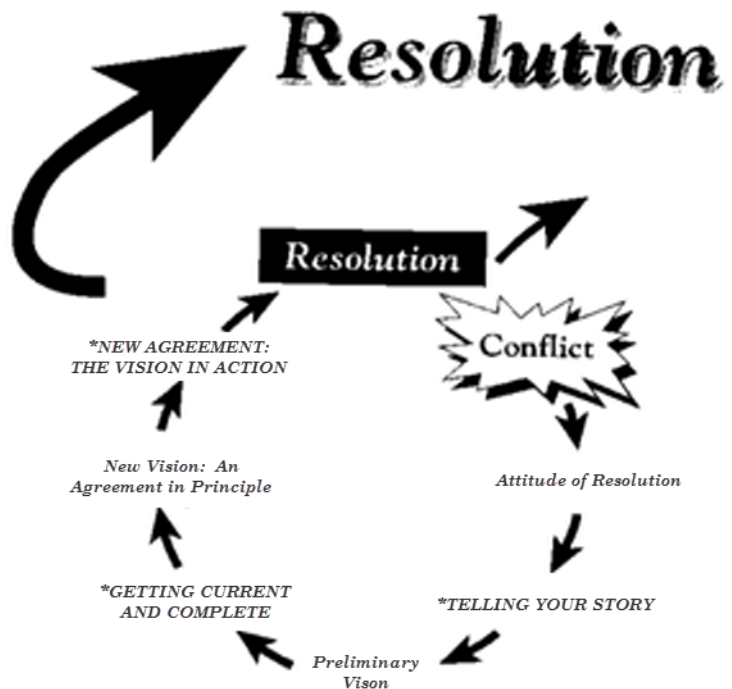 Resolution
Resolution
Conflict
*NEW AGREEMENT:
THE VISION IN ACTION
New Vision: An
Agreement in Principle
Attitude of Resolution
*GETTING CURRENT
AND COMPLETE
*TELLING YOUR STORY
Preliminary
Vison